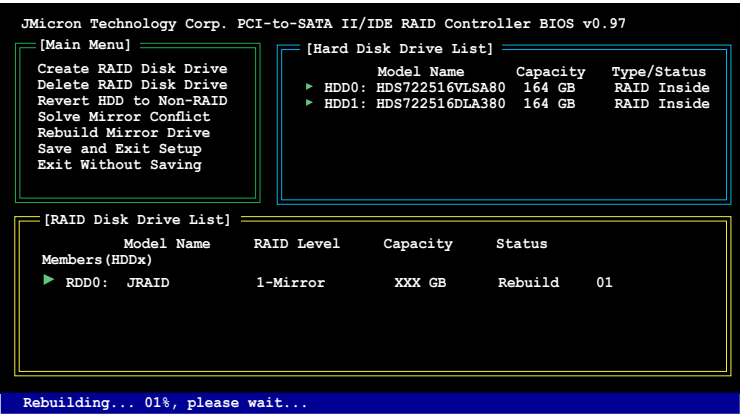 JMicron Technology Corp. PCI-to-SATA II/IDE RAID Controller BIOS v0.97
[Main Menu]
Create RAID Disk Drive
Delete RAID Disk Drive
Revert HDD to Non-RAID
Solve Mirror Conflict
Rebuild Mirror Drive
Save and Exit Setup
Exit Without Saving
[Hard Disk Drive List]
Model Name Capacity Type/Status
HDD0: HDS722516VLSA80 164 GB RAID Inside
HDD1: HDS722516DLA380 164 GB RAID Inside
[RAID Disk Drive List]
Model Name RAID Level Capacity Status
Members(HDDx)
RDD0: JRAID 1-Mirror XXX GB Rebuild 01
Rebuilding... 01%, please wait...